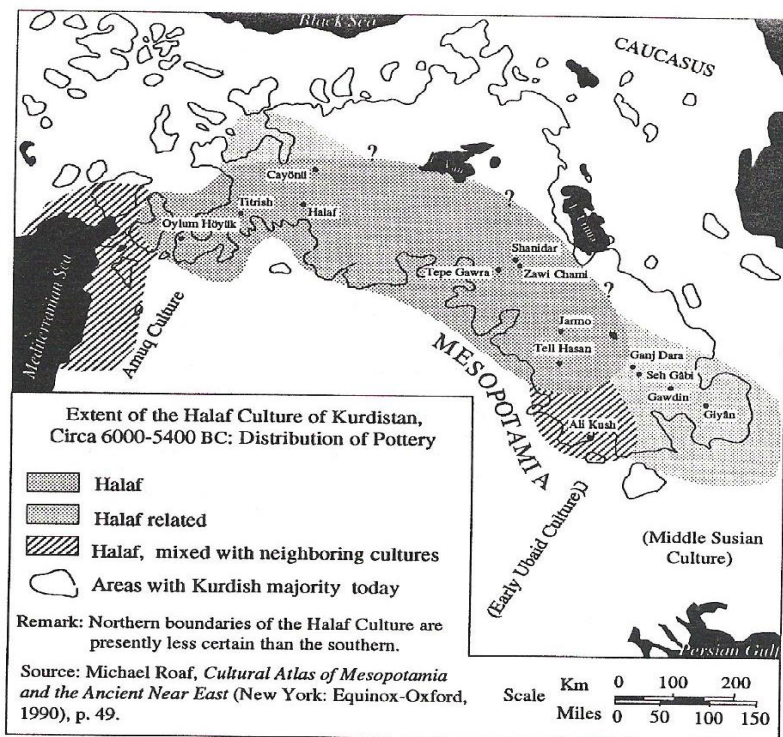 Black Sea
CAUCASUS
?
Van
Cayönü
?
Titrish
Halaf
Urmia
Oylum Höyük
Shanidar
Tepe Gawra
Zawi Chami
?
Mediterranean Sea
Amuq Culture
Jarmo
MESOPOTAMIA
Tell Hasan
Ganj Dara
Seh Gâbi
Gawdin
Giyân
Ali Kush
(Early Ubaid Culture))
(Middle Susian
Culture)
Persian Gulf
Extent of the Halaf Culture of Kurdistan,
Circa 6000-5400 BC: Distribution of Pottery
Halaf
Halaf related
Halaf, mixed with neighboring cultures
Areas with Kurdish majority today
Remark: Northern boundaries of the Halaf Culture are
presently less certain than the southern.
Source: Michael Roaf, Cultural Atlas of Mesopotamia
and the Ancient Near East (New York: Equinox-Oxford,
1990), p. 49.
Scale
Km 0 100 200
Miles 0 50 100 150